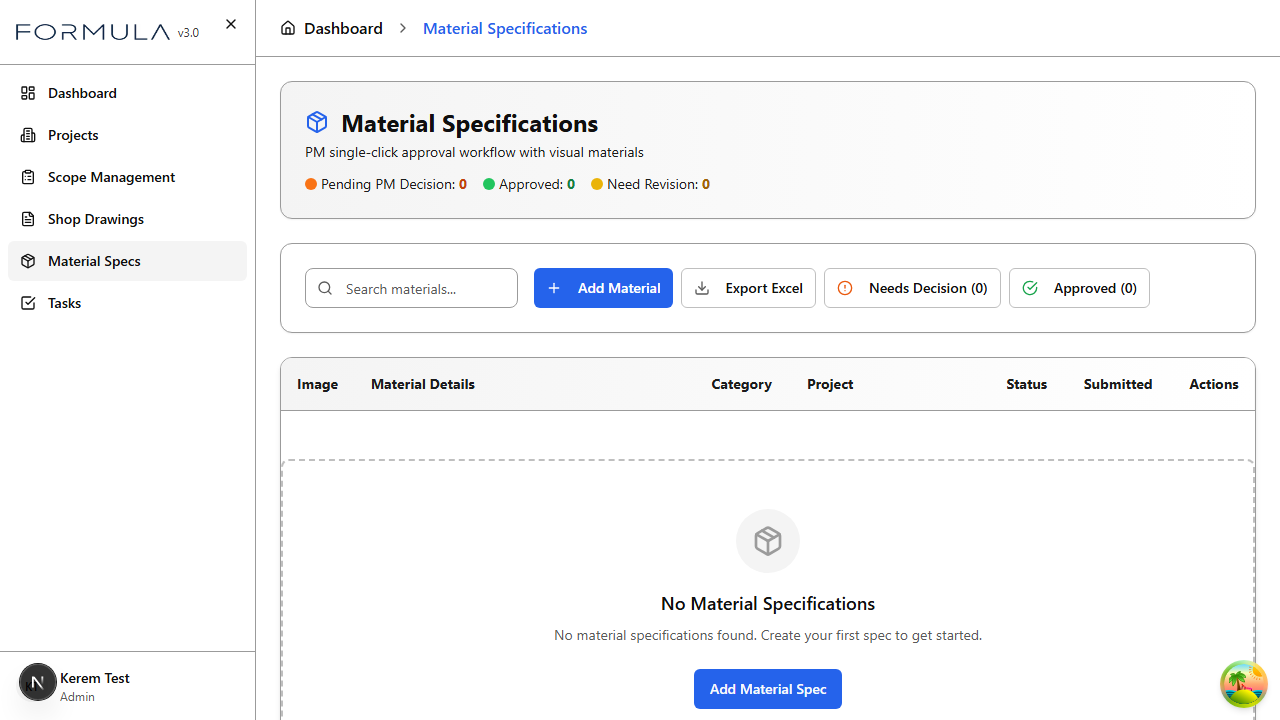 FORMULA v3.0
Dashboard
Projects
Scope Management
Shop Drawings
Material Specs
Tasks
N
Kerem Test
Admin
Dashboard > Material Specifications
Material Specifications
PM single-click approval workflow with visual materials
Pending PM Decision: 0 Approved: 0 Need Revision: 0
Search materials... Add Material Export Excel Needs Decision (0) Approved (0)
Image Material Details Category Project Status Submitted Actions
No Material Specifications
No material specifications found. Create your first spec to get started.
Add Material Spec